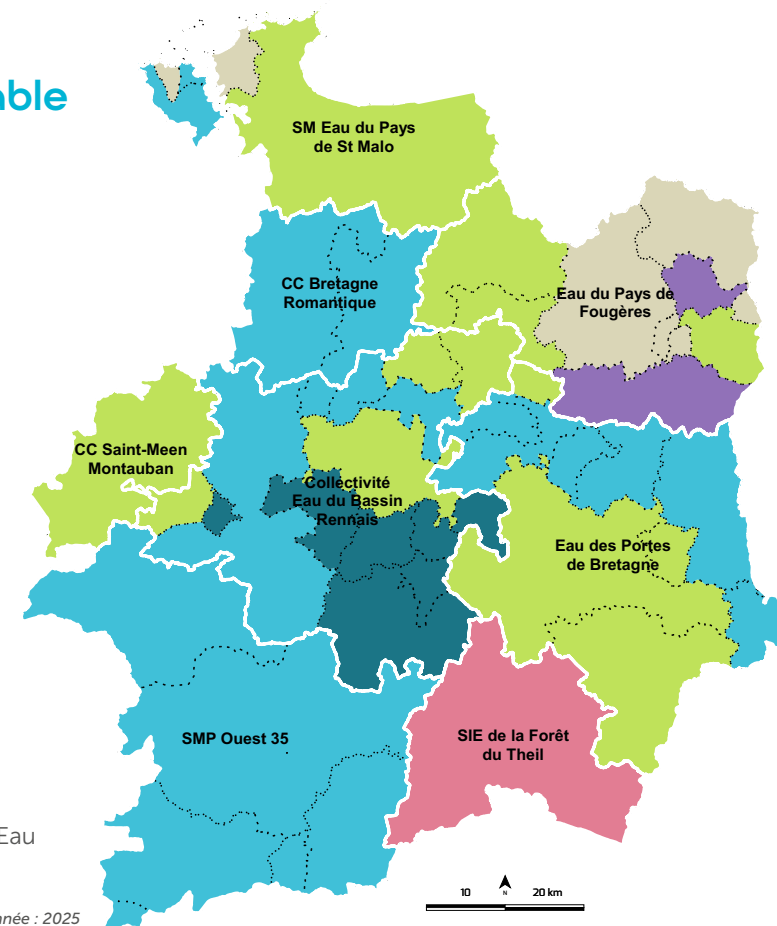 able
SM Eau du Pays
de St Malo
CC Bretagne
Romantique
Eau du Pays de
Fougères
CC Saint-Meen
Montauban
Collectivité
Eau du Bassin
Rennais
Eau des Portes
de Bretagne
SMP Ouest 35
SIE de la Forêt
du Theil
Eau
10 N 20 km
nnée : 2025